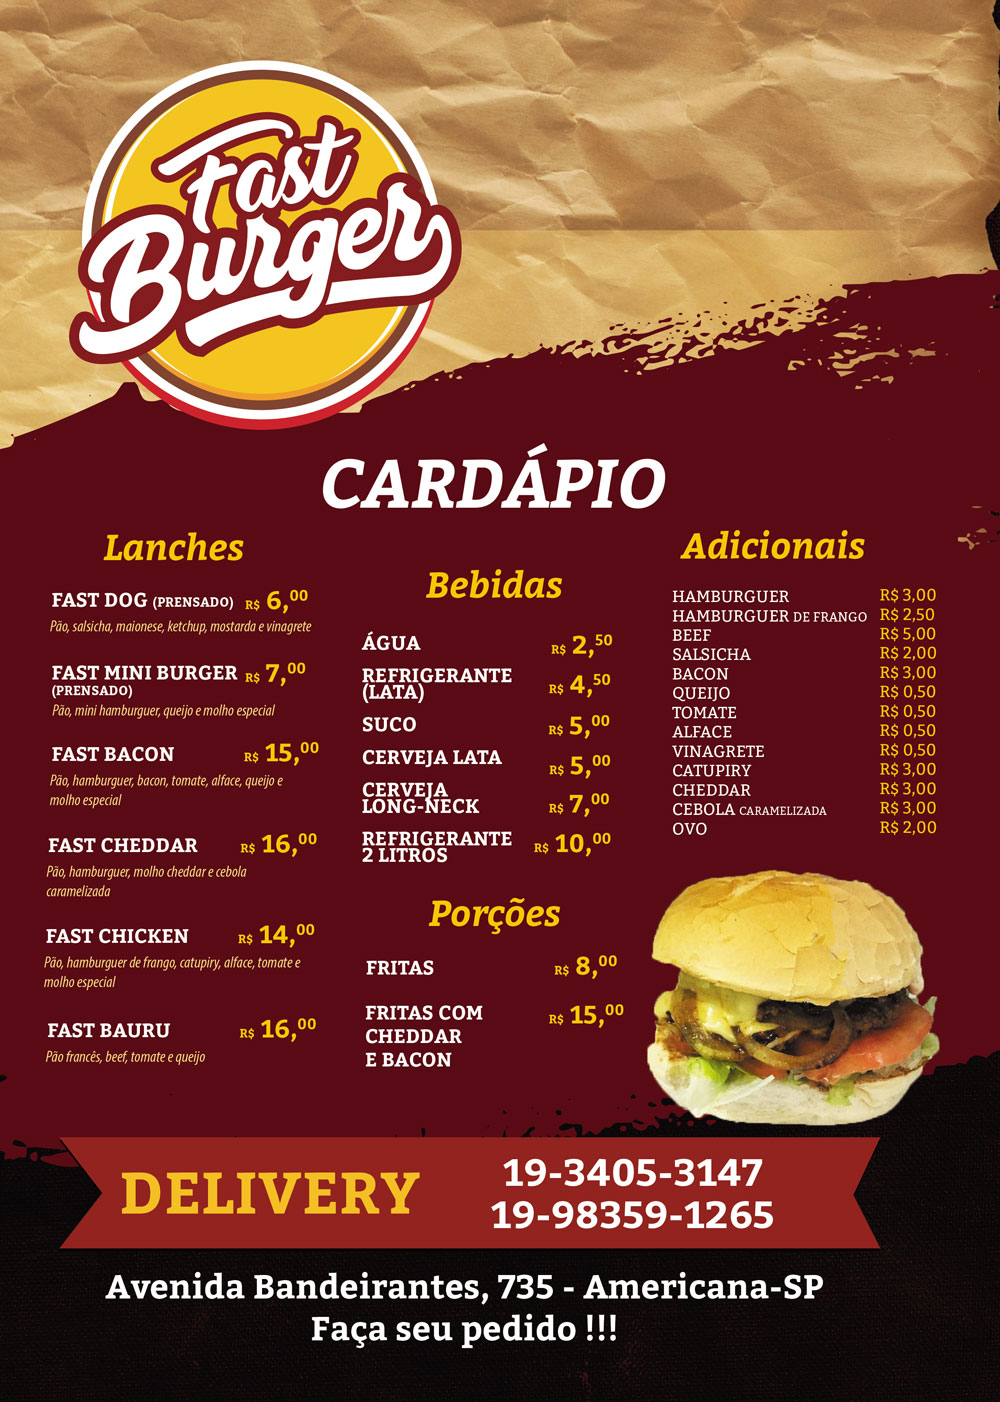 Fast
Burger
CARDÁPIO
Lanches
FAST DOG (PRENSADO) R$ 6,00
Pão, salsicha, maionese, ketchup, mostarda e vinagrete
FAST MINI BURGER R$ 7,00
(PRENSADO)
Pão, mini hamburguer, queijo e molho especial
FAST BACON R$ 15,00
Pão, hamburguer, bacon, tomate, alface, queijo e
molho especial
FAST CHEDDAR R$ 16,00
Pão, hamburguer, molho cheddar e cebola
caramelizada
FAST CHICKEN R$ 14,00
Pão, hamburguer de frango, catupiry, alface, tomate e
molho especial
FAST BAURU R$ 16,00
Pão francês, beef, tomate e queijo
Bebidas
ÁGUA R$ 2,50
REFRIGERANTE
(LATA) R$ 4,50
SUCO R$ 5,00
CERVEJA LATA R$ 5,00
CERVEJA
LONG-NECK R$ 7,00
REFRIGERANTE
2 LITROS R$ 10,00
Porções
FRITAS R$ 8,00
FRITAS COM R$ 15,00
CHEDDAR
E BACON
Adicionais
HAMBURGUER R$ 3,00
HAMBURGUER DE FRANGO R$ 2,50
BEEF R$ 5,00
SALSICHA R$ 2,00
BACON R$ 3,00
QUEIJO R$ 0,50
TOMATE R$ 0,50
ALFACE R$ 0,50
VINAGRETE R$ 0,50
CATUPIRY R$ 3,00
CHEDDAR R$ 3,00
CEBOLA CARAMELIZADA R$ 3,00
OVO R$ 2,00
DELIVERY
19-3405-3147
19-98359-1265
Avenida Bandeirantes, 735 - Americana-SP
Faça seu pedido !!!